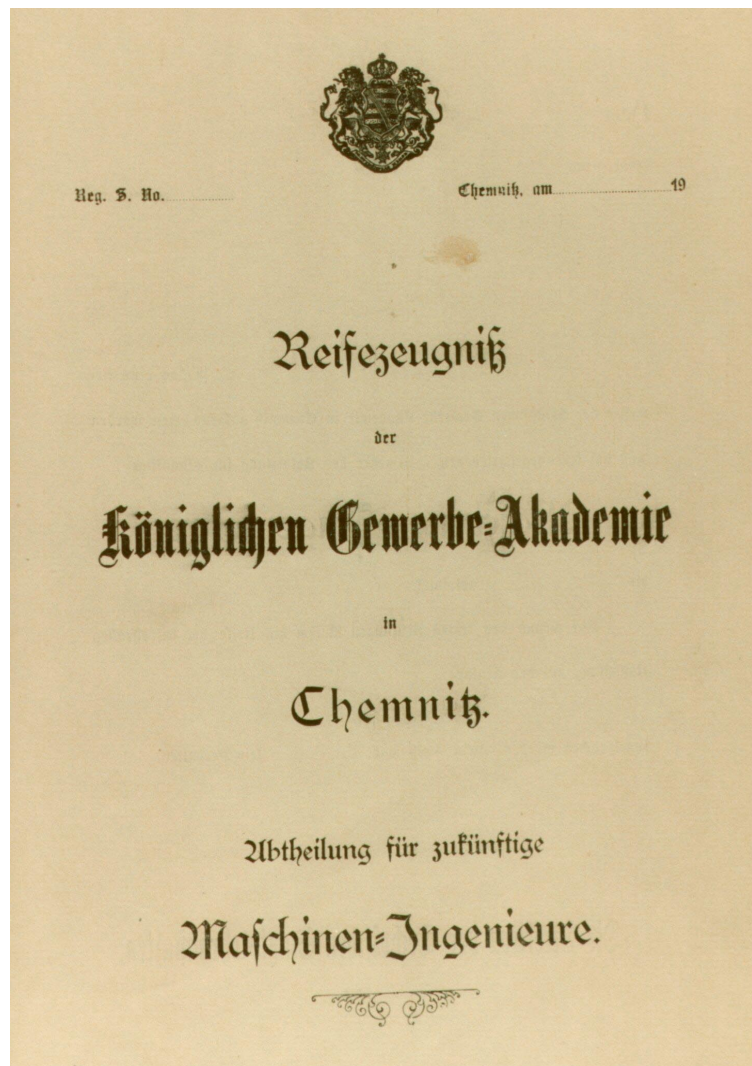 Reg. S. No.
Chemnitz, am 19
Reifezeugniß
der
Königlichen Gewerbe=Akademie
in
Chemnitz.
Abtheilung für zukünftige
Maschinen=Ingenieure.